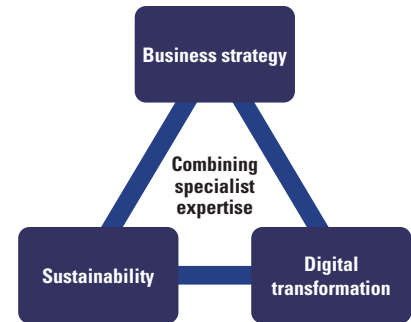 Business strategy
Combining
specialist
expertise
Sustainability
Digital
transformation